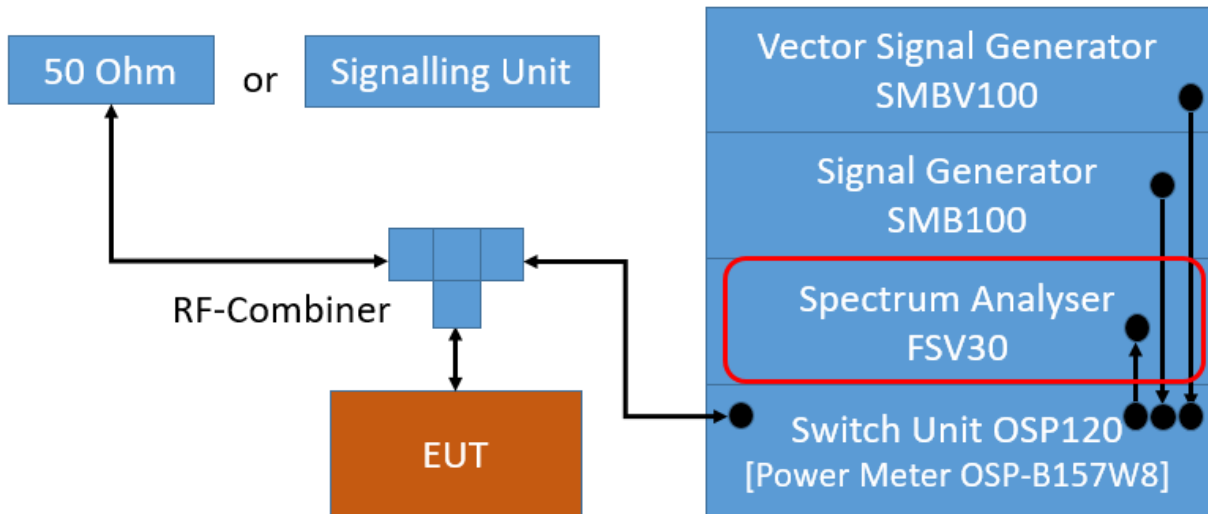 50 Ohm
or
Signalling Unit
RF-Combiner
EUT
Vector Signal Generator
SMBV100
Signal Generator
SMB100
Spectrum Analyser
FSV30
Switch Unit OSP120
[Power Meter OSP-B157W8]